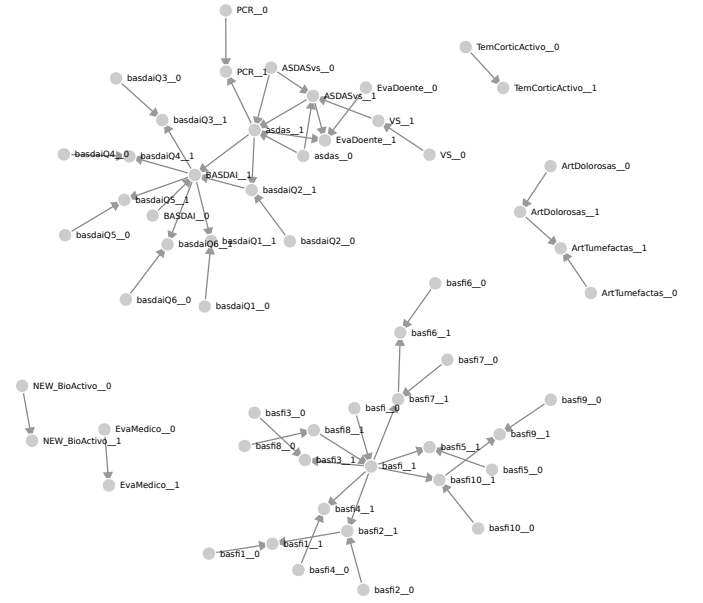 PCR__0
TemCorticActivo__0
PCR__1
ASDASvs__0
basdaiQ3__0
EvaDoente__0
TemCorticActivo__1
ASDASvs__1
basdaiQ3__1
VS__1
asdas__1
EvaDoente__1
basdaiQ4__0
basdaiQ4__1
asdas__0
VS__0
ArtDolorosas__0
BASDAI__1
basdaiQ2__1
basdaiQ5__1
BASDAI__0
ArtDolorosas__1
basdaiQ5__0
basdaiQ6__1
basdaiQ1__1
basdaiQ2__0
ArtTumefactas__1
basfi6__0
ArtTumefactas__0
basdaiQ6__0
basdaiQ1__0
basfi6__1
basfi7__0
NEW_BioActivo__0
basfi7__1
basfi9__0
basfi3__0
basfi__0
EvaMedico__0
basfi8__1
basfi9__1
NEW_BioActivo__1
basfi8__0
basfi5__1
basfi3__1
basfi__1
basfi5__0
basfi10__1
EvaMedico__1
basfi4__1
basfi10__0
basfi2__1
basfi1__1
basfi1__0
basfi4__0
basfi2__0